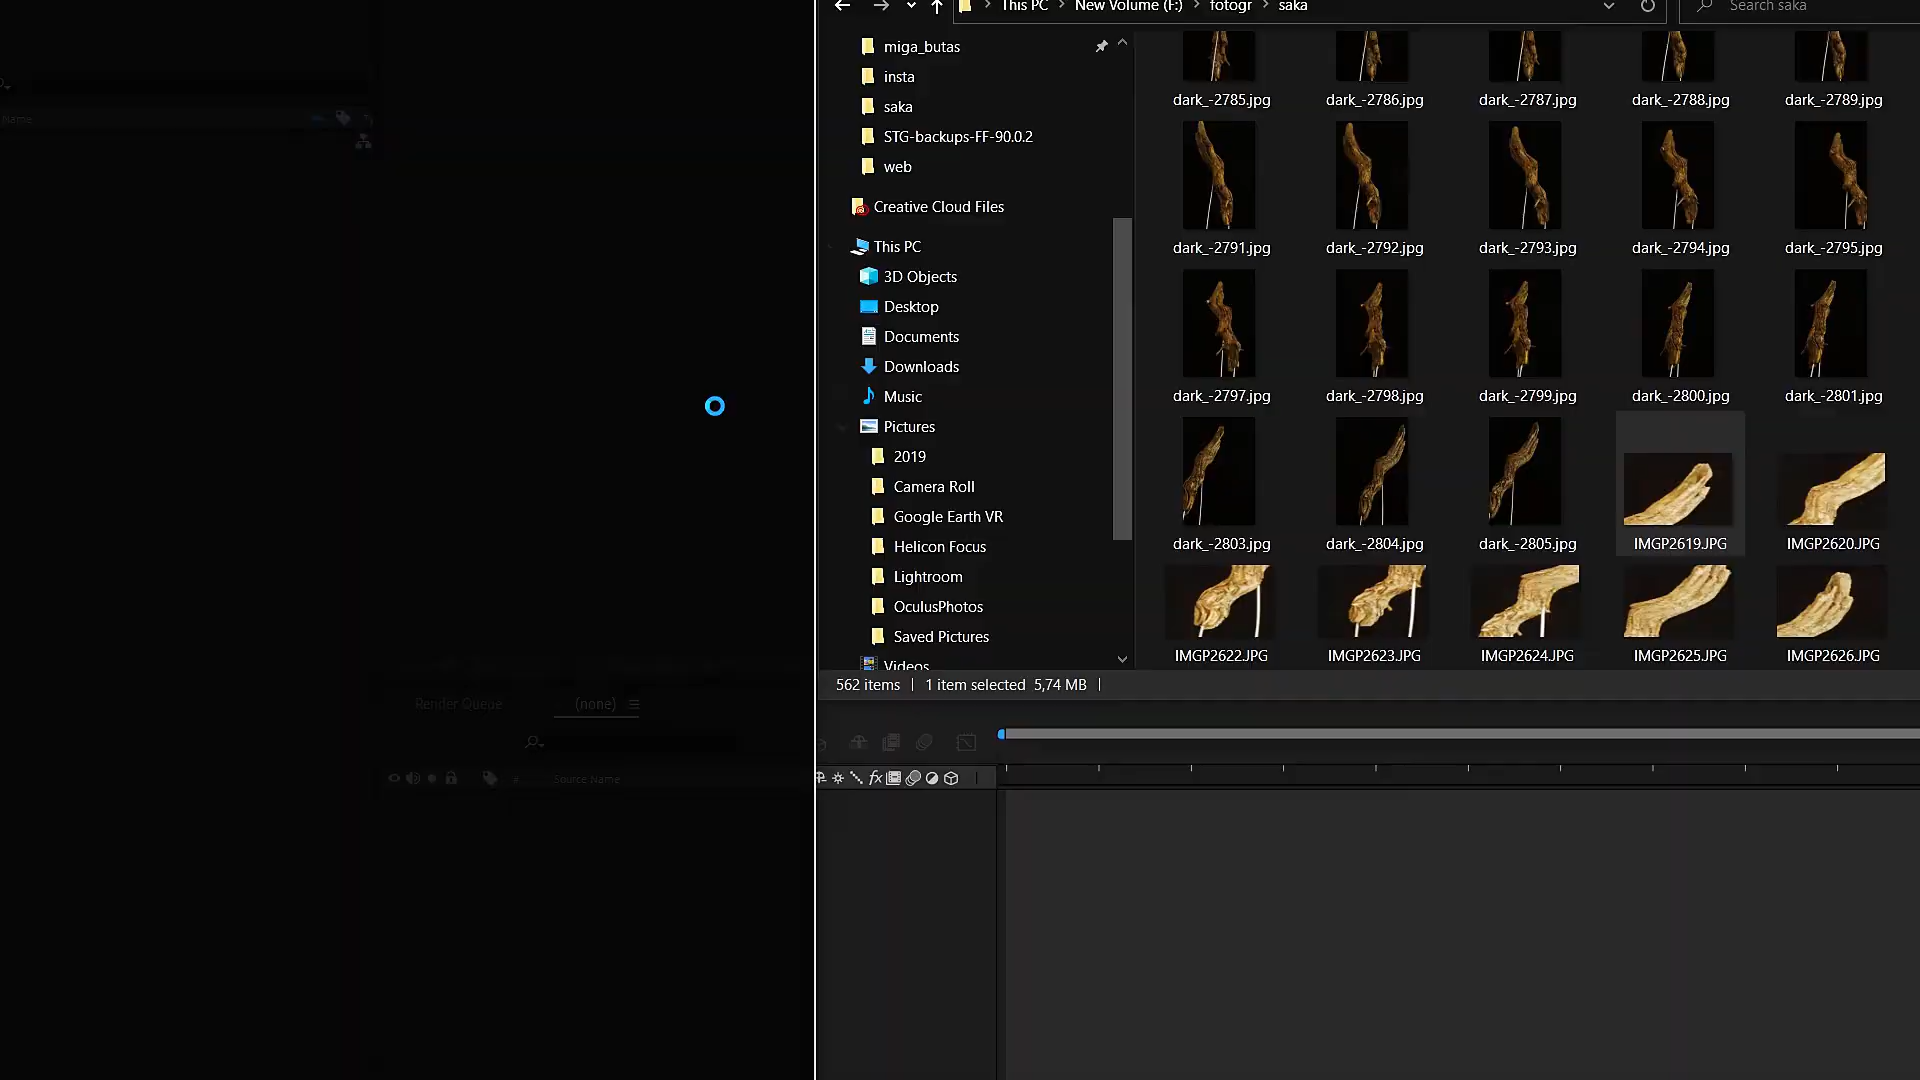 This PC > New Volume (F:) > fotogr > saka
Search saka
miga_butas
insta
saka
STG-backups-FF-90.0.2
web
Creative Cloud Files
This PC
3D Objects
Desktop
Documents
Downloads
Music
Pictures
2019
Camera Roll
Google Earth VR
Helicon Focus
Lightroom
OculusPhotos
Saved Pictures
Videos
dark_-2785.jpg dark_-2786.jpg dark_-2787.jpg dark_-2788.jpg dark_-2789.jpg
dark_-2791.jpg dark_-2792.jpg dark_-2793.jpg dark_-2794.jpg dark_-2795.jpg
dark_-2797.jpg dark_-2798.jpg dark_-2799.jpg dark_-2800.jpg dark_-2801.jpg
dark_-2803.jpg dark_-2804.jpg dark_-2805.jpg IMGP2619.JPG IMGP2620.JPG
IMGP2622.JPG IMGP2623.JPG IMGP2624.JPG IMGP2625.JPG IMGP2626.JPG
562 items | 1 item selected 5,74 MB |
Name
Render Queue (none)
# Source Name
fx